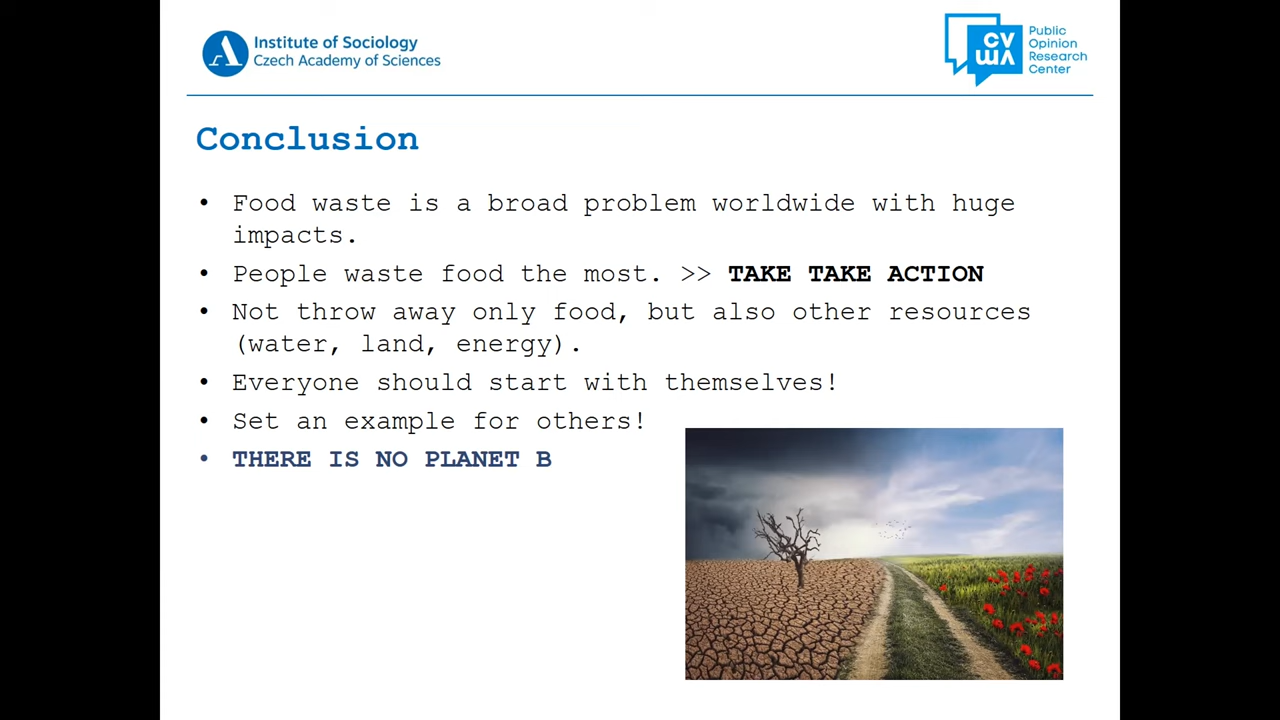 Institute of Sociology
Czech Academy of Sciences
CV
VM
Public
Opinion
Research
Center
Conclusion
• Food waste is a broad problem worldwide with huge
impacts.
• People waste food the most. >> TAKE TAKE ACTION
• Not throw away only food, but also other resources
(water, land, energy).
• Everyone should start with themselves!
• Set an example for others!
• THERE IS NO PLANET B